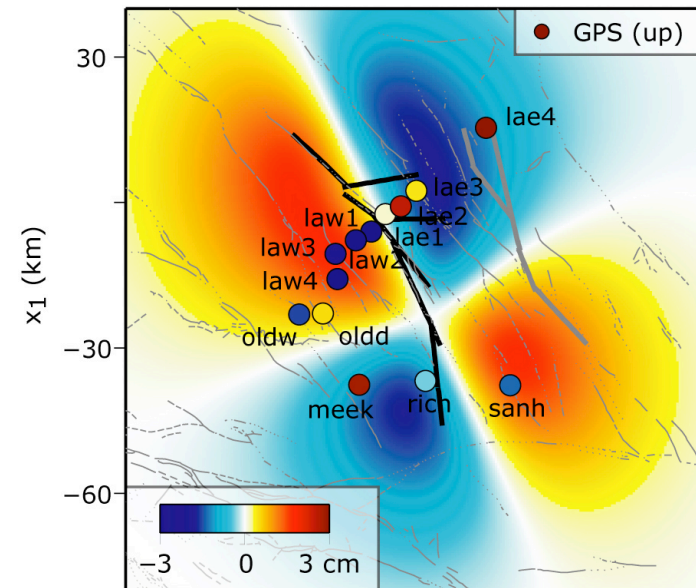 30
GPS (up)
lae4
lae3
law1
lae2
law3
lae1
law2
law4
x1 (km)
oldw
oldd
−30
meek
rich
sanh
−60
−3
0
3 cm